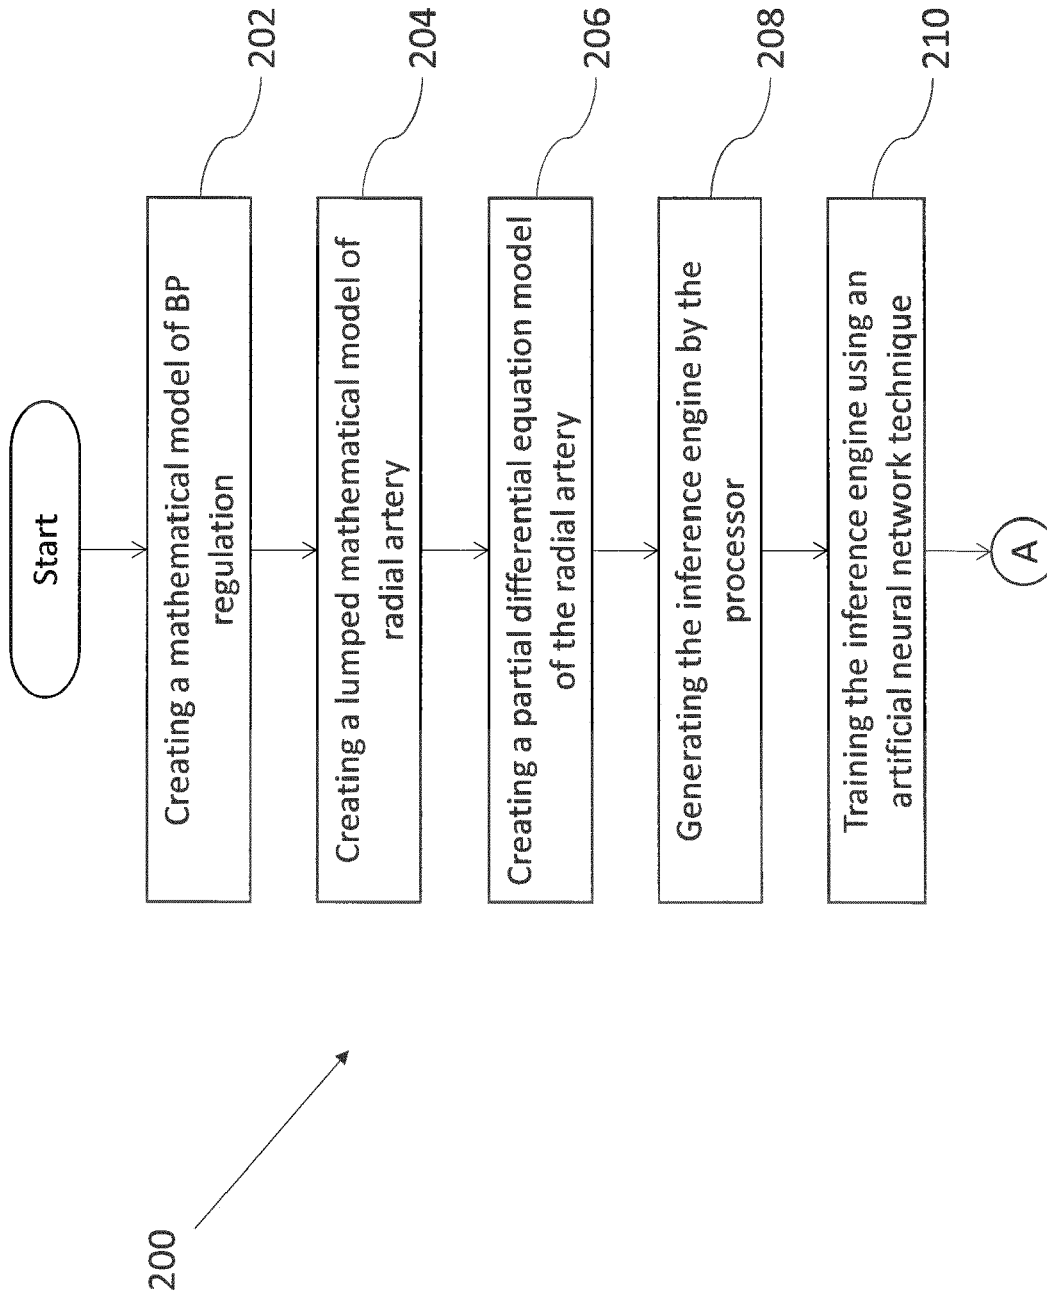 Start
Creating a mathematical model of BP
regulation
202
Creating a lumped mathematical model of
radial artery
204
Creating a partial differential equation model
of the radial artery
206
Generating the inference engine by the
processor
208
Training the inference engine using an
artificial neural network technique
210
A
200